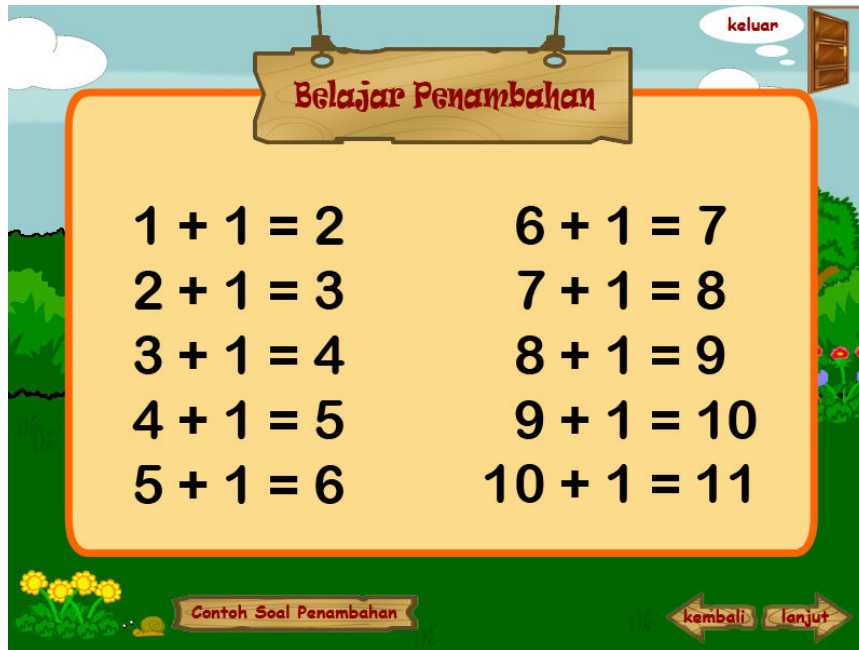 keluar
Belajar Penambahan
1 + 1 = 2
2 + 1 = 3
3 + 1 = 4
4 + 1 = 5
5 + 1 = 6
6 + 1 = 7
7 + 1 = 8
8 + 1 = 9
9 + 1 = 10
10 + 1 = 11
Contoh Soal Penambahan
kembali
lanjut